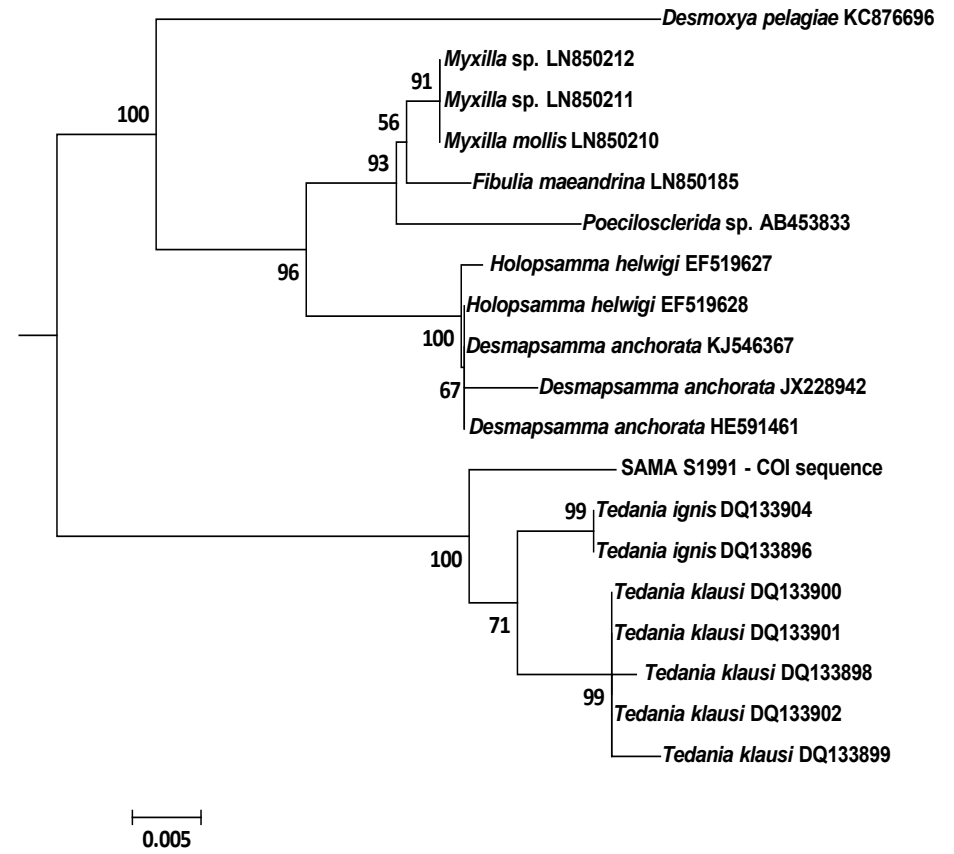 Desmoxya pelagiae KC876696
Myxilla sp. LN850212
91
Myxilla sp. LN850211
100
56
Myxilla mollis LN850210
93
Fibulia maeandrina LN850185
Poecilosclerida sp. AB453833
96
Holopsamma helwigi EF519627
Holopsamma helwigi EF519628
100
Desmapsamma anchorata KJ546367
67
Desmapsamma anchorata JX228942
Desmapsamma anchorata HE591461
SAMA S1991 - COI sequence
99
Tedania ignis DQ133904
100
Tedania ignis DQ133896
Tedania klausi DQ133900
71
Tedania klausi DQ133901
Tedania klausi DQ133898
99
Tedania klausi DQ133902
Tedania klausi DQ133899
0.005